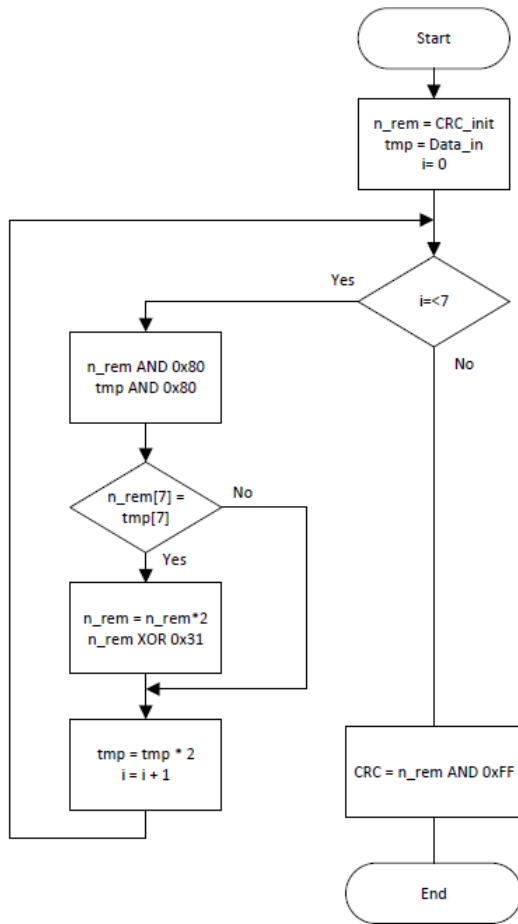 Start
n_rem = CRC_init
tmp = Data_in
i= 0
i=<7
Yes
No
n_rem AND 0x80
tmp AND 0x80
n_rem[7] =
tmp[7]
No
Yes
n_rem = n_rem*2
n_rem XOR 0x31
tmp = tmp * 2
i = i + 1
CRC = n_rem AND 0xFF
End